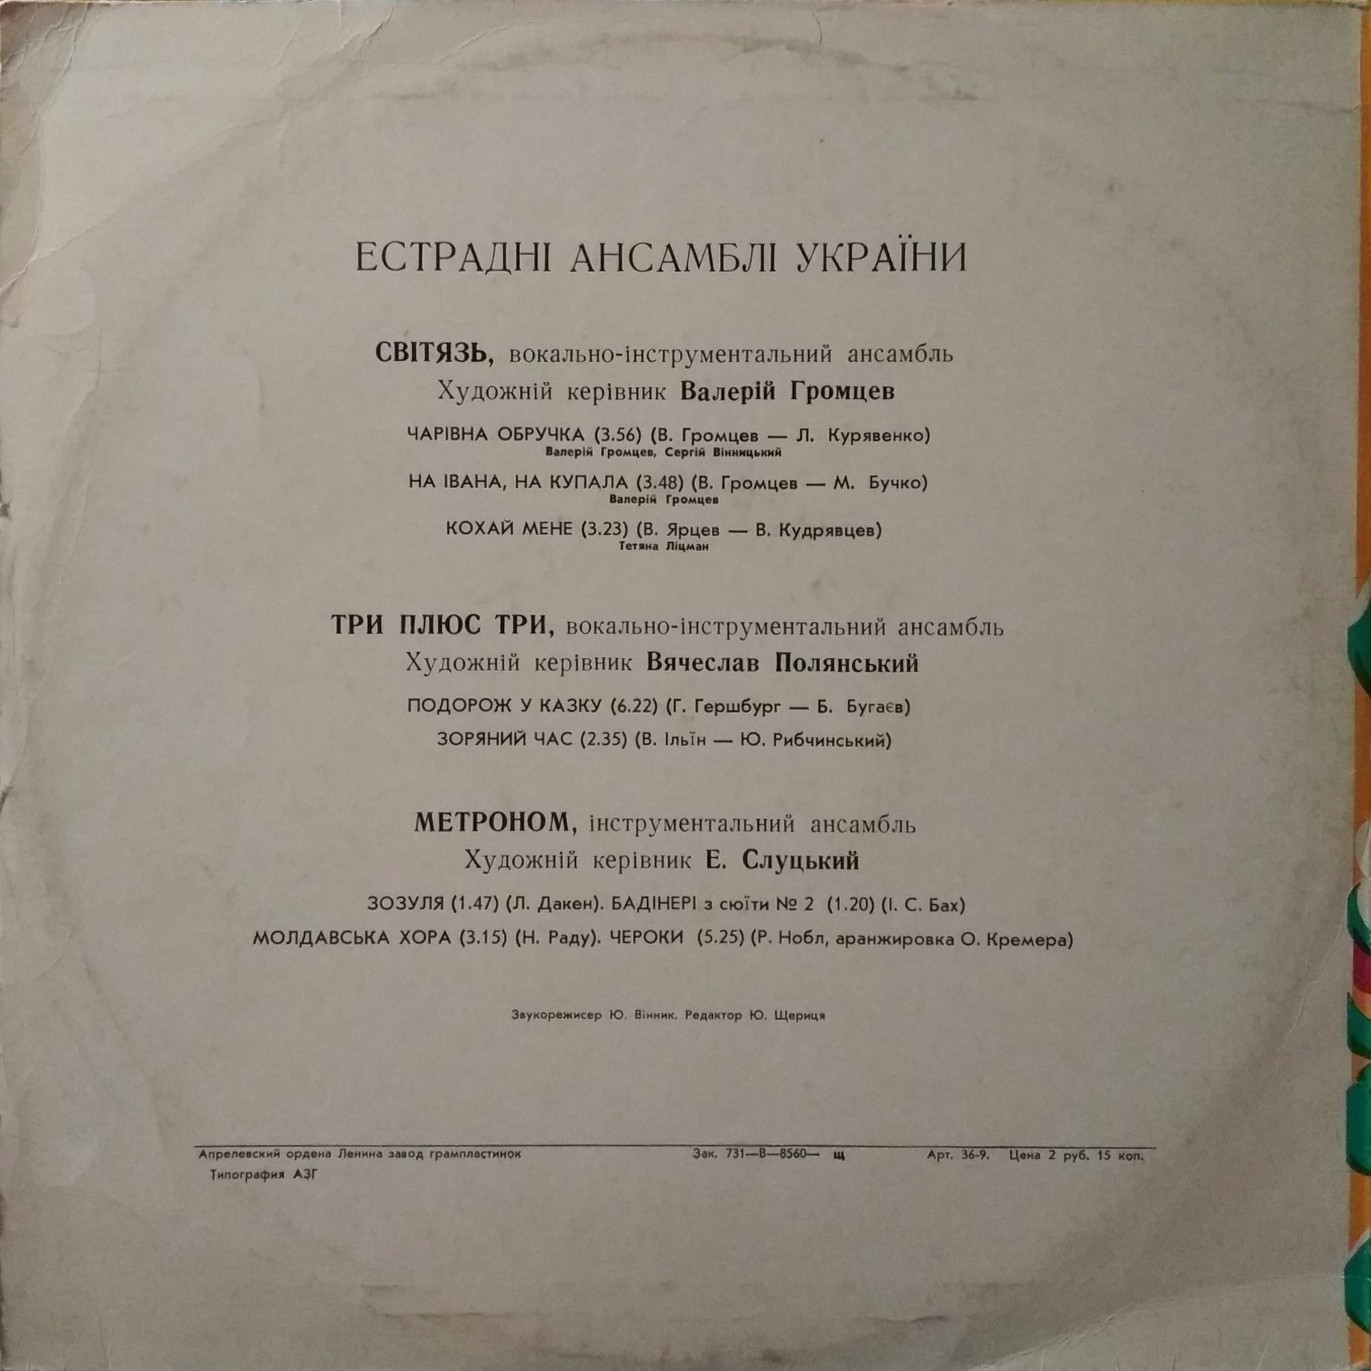 ЕСТРАДНІ АНСАМБЛІ УКРАЇНИ
СВІТЯЗЬ, вокально-інструментальний ансамбль
Художній керівник Валерій Громцев
ЧАРІВНА ОБРУЧКА (3.56) (В. Громцев — Л. Курявенко)
Валерій Громцев, Сергій Вінницький
НА ІВАНА, НА КУПАЛА (3.48) (В. Громцев — М. Бучко)
Валерій Громцев
КОХАЙ МЕНЕ (3.23) (В. Ярцев — В. Кудрявцев)
Тетяна Ліцман
ТРИ ПЛЮС ТРИ, вокально-інструментальний ансамбль
Художній керівник Вячеслав Полянський
ПОДОРОЖ У КАЗКУ (6.22) (Г. Гершбург — Б. Бугаєв)
ЗОРЯНИЙ ЧАС (2.35) (В. Ільїн — Ю. Рибчинський)
МЕТРОНОМ, інструментальний ансамбль
Художній керівник Е. Слуцький
ЗОЗУЛЯ (1.47) (Л. Дакен). БАДІНЕРІ з сюїти № 2 (1.20) (І. С. Бах)
МОЛДАВСЬКА ХОРА (3.15) (Н. Раду). ЧЕРОКИ (5.25) (Р. Нобл, аранжировка О. Кремера)
Звукорежисер Ю. Вінник. Редактор Ю. Щериця
Апрелевский ордена Ленина завод грампластинок Зак. 731—В—8560— щ Арт. 36-9. Цена 2 руб. 15 коп.
Типография АЗГ